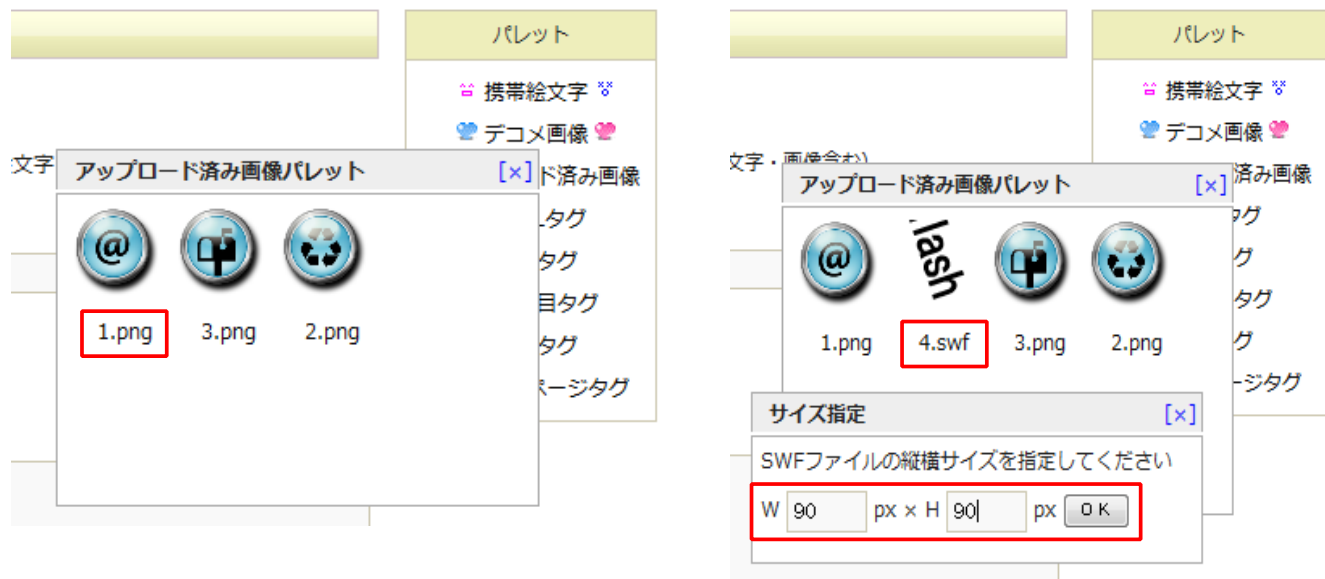 パレット
携帯絵文字
デコメ画像
文字
アップロード済み画像パレット
[×]
ド済み画像
タグ
@
タグ
目タグ
1.png
3.png
2.png
タグ
ページタグ
パレット
携帯絵文字
デコメ画像
文字・画像含む)
アップロード済み画像パレット
[×]
済み画像
タグ
@
lash
グ
タグ
1.png
4.swf
3.png
2.png
グ
ージタグ
サイズ指定
[×]
SWFファイルの縦横サイズを指定してください
W 90 px × H 90 px OK